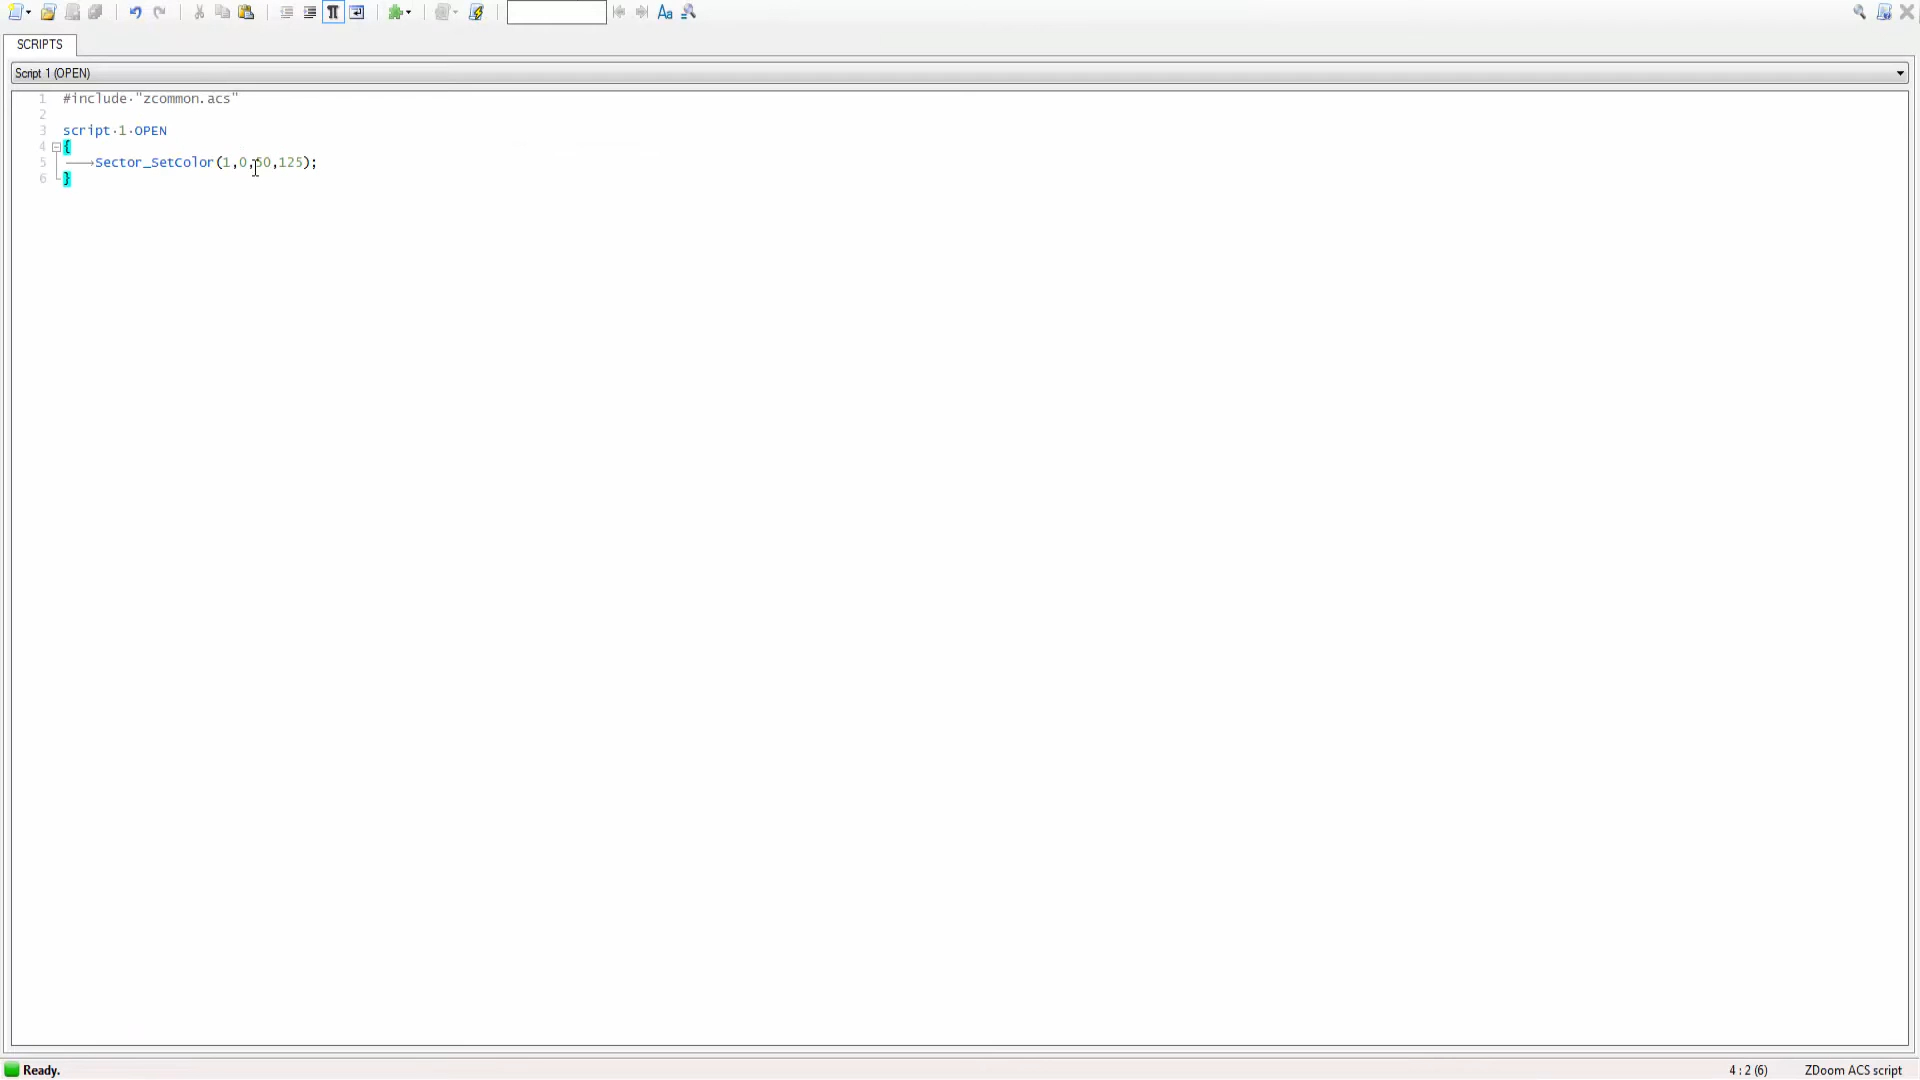 Aa
SCRIPTS
Script 1 (OPEN)
1 #include·"zcommon.acs"
2
3 script·1·OPEN
4 {
5 Sector_SetColor(1,0,50,125);
6 }
Ready.
4 : 2 (6)
ZDoom ACS script